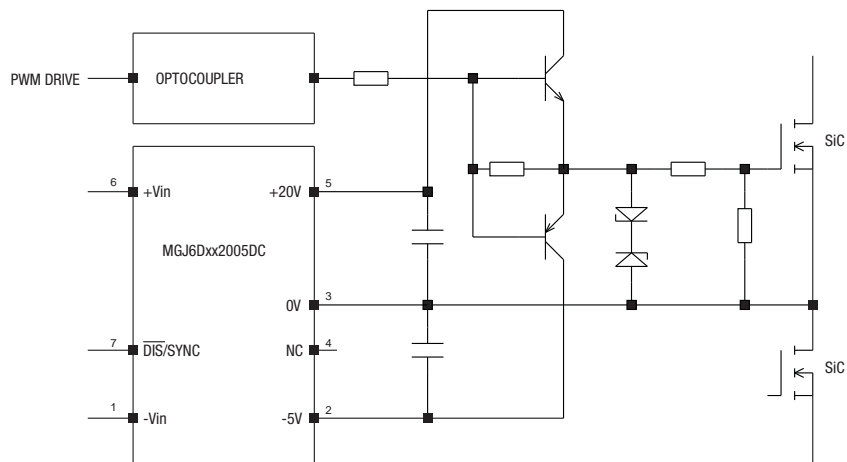 PWM DRIVE
OPTOCOUPLER
SiC
6
+Vin
+20V
5
MGJ6Dxx2005DC
0V
3
7
DIS/SYNC
NC
4
SiC
1
-Vin
-5V
2